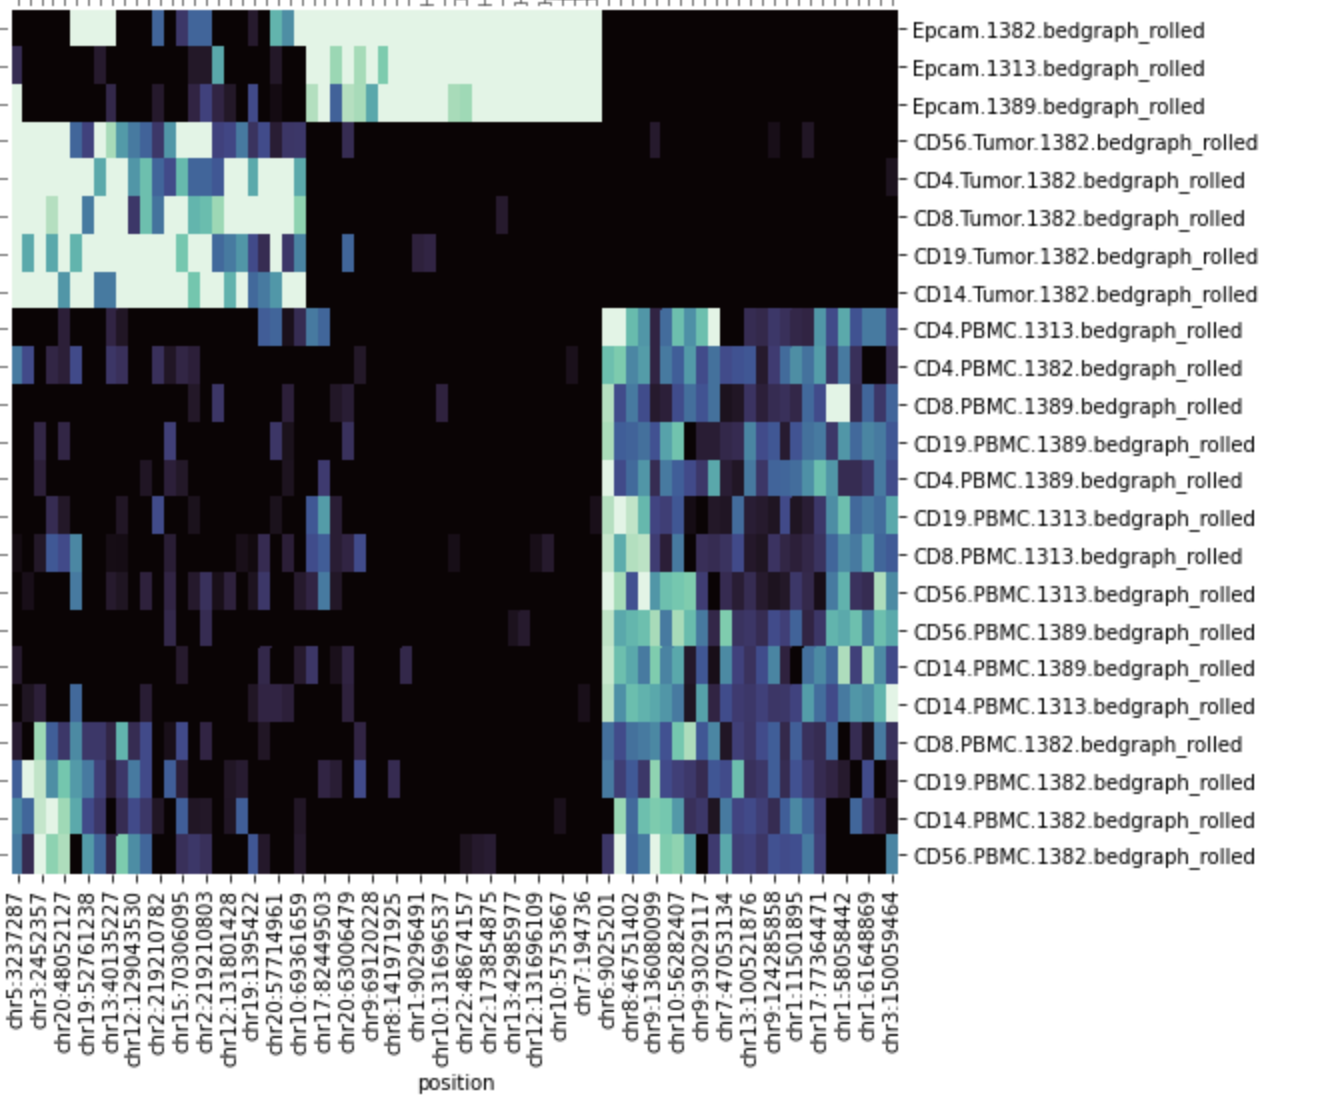 Epcam.1382.bedgraph_rolled
Epcam.1313.bedgraph_rolled
Epcam.1389.bedgraph_rolled
CD56.Tumor.1382.bedgraph_rolled
CD4.Tumor.1382.bedgraph_rolled
CD8.Tumor.1382.bedgraph_rolled
CD19.Tumor.1382.bedgraph_rolled
CD14.Tumor.1382.bedgraph_rolled
CD4.PBMC.1313.bedgraph_rolled
CD4.PBMC.1382.bedgraph_rolled
CD8.PBMC.1389.bedgraph_rolled
CD19.PBMC.1389.bedgraph_rolled
CD4.PBMC.1389.bedgraph_rolled
CD19.PBMC.1313.bedgraph_rolled
CD8.PBMC.1313.bedgraph_rolled
CD56.PBMC.1313.bedgraph_rolled
CD56.PBMC.1389.bedgraph_rolled
CD14.PBMC.1389.bedgraph_rolled
CD14.PBMC.1313.bedgraph_rolled
CD8.PBMC.1382.bedgraph_rolled
CD19.PBMC.1382.bedgraph_rolled
CD14.PBMC.1382.bedgraph_rolled
CD56.PBMC.1382.bedgraph_rolled
chr5:3237287
chr3:2452357
chr20:48052127
chr19:52761238
chr13:40135227
chr12:129043530
chr2:219210782
chr15:70306095
chr2:219210803
chr12:131801428
chr19:1395422
chr20:57714961
chr10:69361659
chr17:82449503
chr20:63006479
chr9:69120228
chr8:141971925
chr1:90296491
chr10:131696537
chr22:48674157
chr2:173854875
chr13:42985977
chr12:131696109
chr10:5753667
chr7:194736
chr6:90225201
chr8:46751402
chr9:136080099
chr10:56282407
chr9:93029117
chr7:47053134
chr13:100521876
chr9:124285858
chr1:11501895
chr17:77364471
chr1:58058442
chr1:61648869
chr3:150059464
position